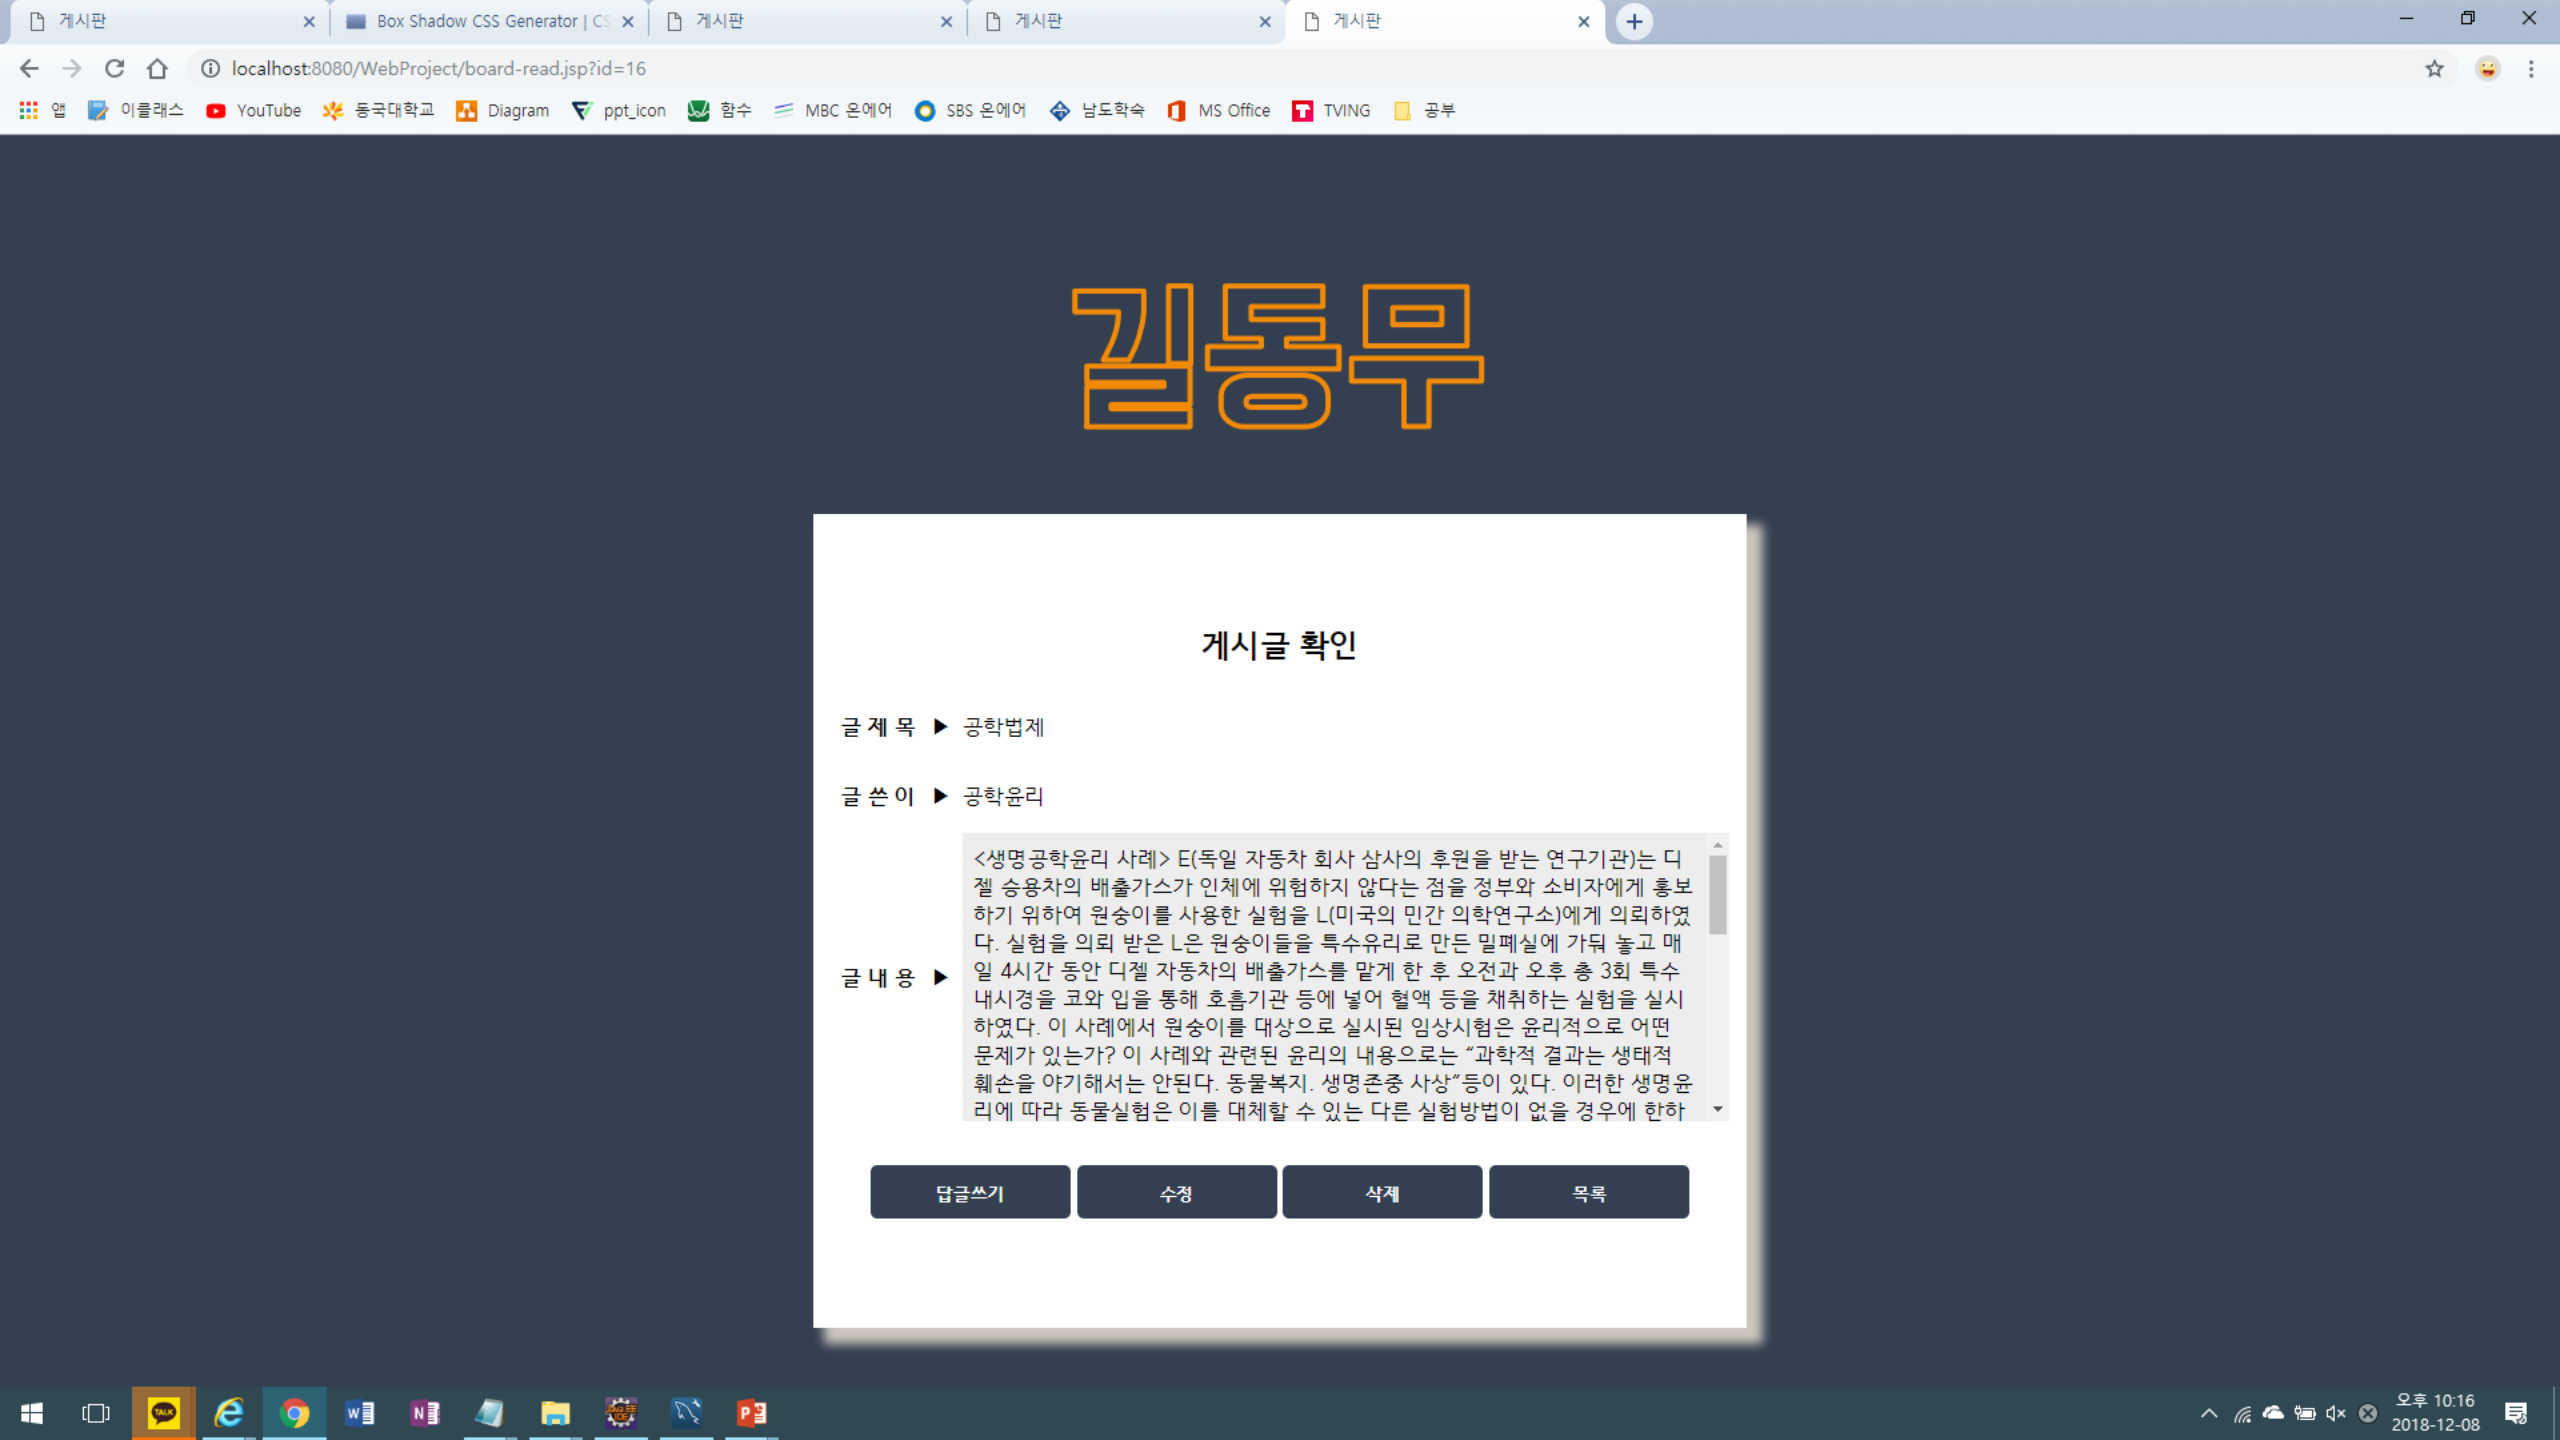 게시판
Box Shadow CSS Generator | CS
게시판
게시판
게시판
localhost:8080/WebProject/board-read.jsp?id=16
앱 이클래스 YouTube 동국대학교 Diagram ppt_icon 함수 MBC 온에어 SBS 온에어 남도학숙 MS Office TVING 공부
길동무
게시글 확인
글 제 목 ▶ 공학법제
글 쓴 이 ▶ 공학윤리
글 내 용 ▶
<생명공학윤리 사례> E(독일 자동차 회사 삼사의 후원을 받는 연구기관)는 디
젤 승용차의 배출가스가 인체에 위험하지 않다는 점을 정부와 소비자에게 홍보
하기 위하여 원숭이를 사용한 실험을 L(미국의 민간 의학연구소)에게 의뢰하였
다. 실험을 의뢰 받은 L은 원숭이들을 특수유리로 만든 밀폐실에 가둬 놓고 매
일 4시간 동안 디젤 자동차의 배출가스를 맡게 한 후 오전과 오후 총 3회 특수
내시경을 코와 입을 통해 호흡기관 등에 넣어 혈액 등을 채취하는 실험을 실시
하였다. 이 사례에서 원숭이를 대상으로 실시된 임상시험은 윤리적으로 어떤
문제가 있는가? 이 사례와 관련된 윤리의 내용으로는 “과학적 결과는 생태적
훼손을 야기해서는 안된다. 동물복지. 생명존중 사상”등이 있다. 이러한 생명윤
리에 따라 동물실험은 이를 대체할 수 있는 다른 실험방법이 없을 경우에 한하
답글쓰기 수정 삭제 목록
TALK
오후 10:16
2018-12-08